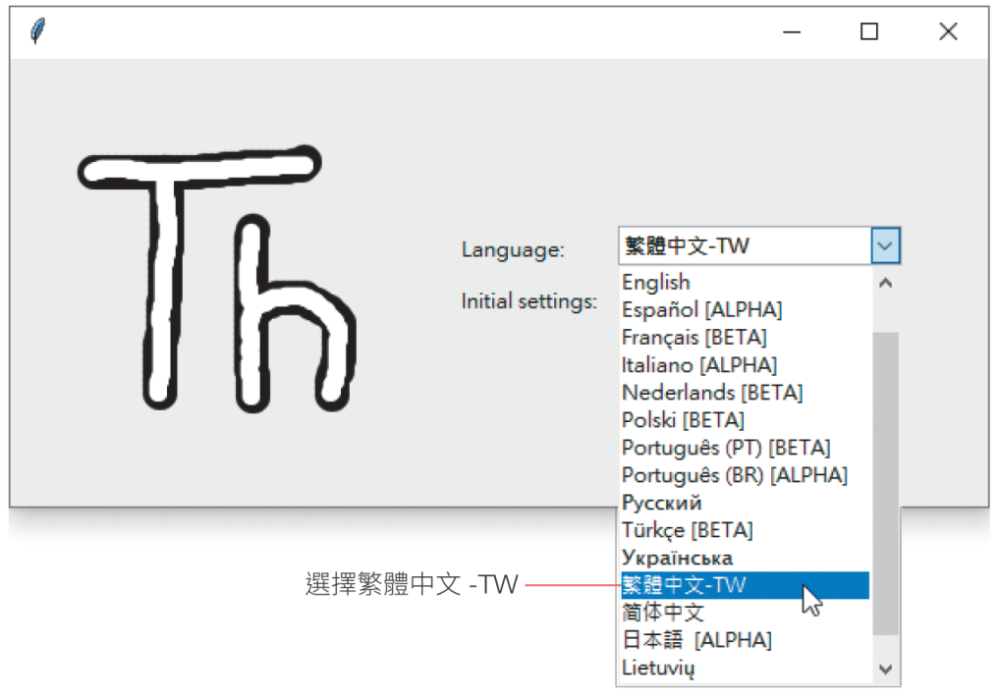 Th
Language:
繁體中文-TW
Initial settings:
English
Español [ALPHA]
Français [BETA]
Italiano [ALPHA]
Nederlands [BETA]
Polski [BETA]
Português (PT) [BETA]
Português (BR) [ALPHA]
Русский
Türkçe [BETA]
Українська
選擇繁體中文 -TW
繁體中文-TW
简体中文
日本語 [ALPHA]
Lietuvių